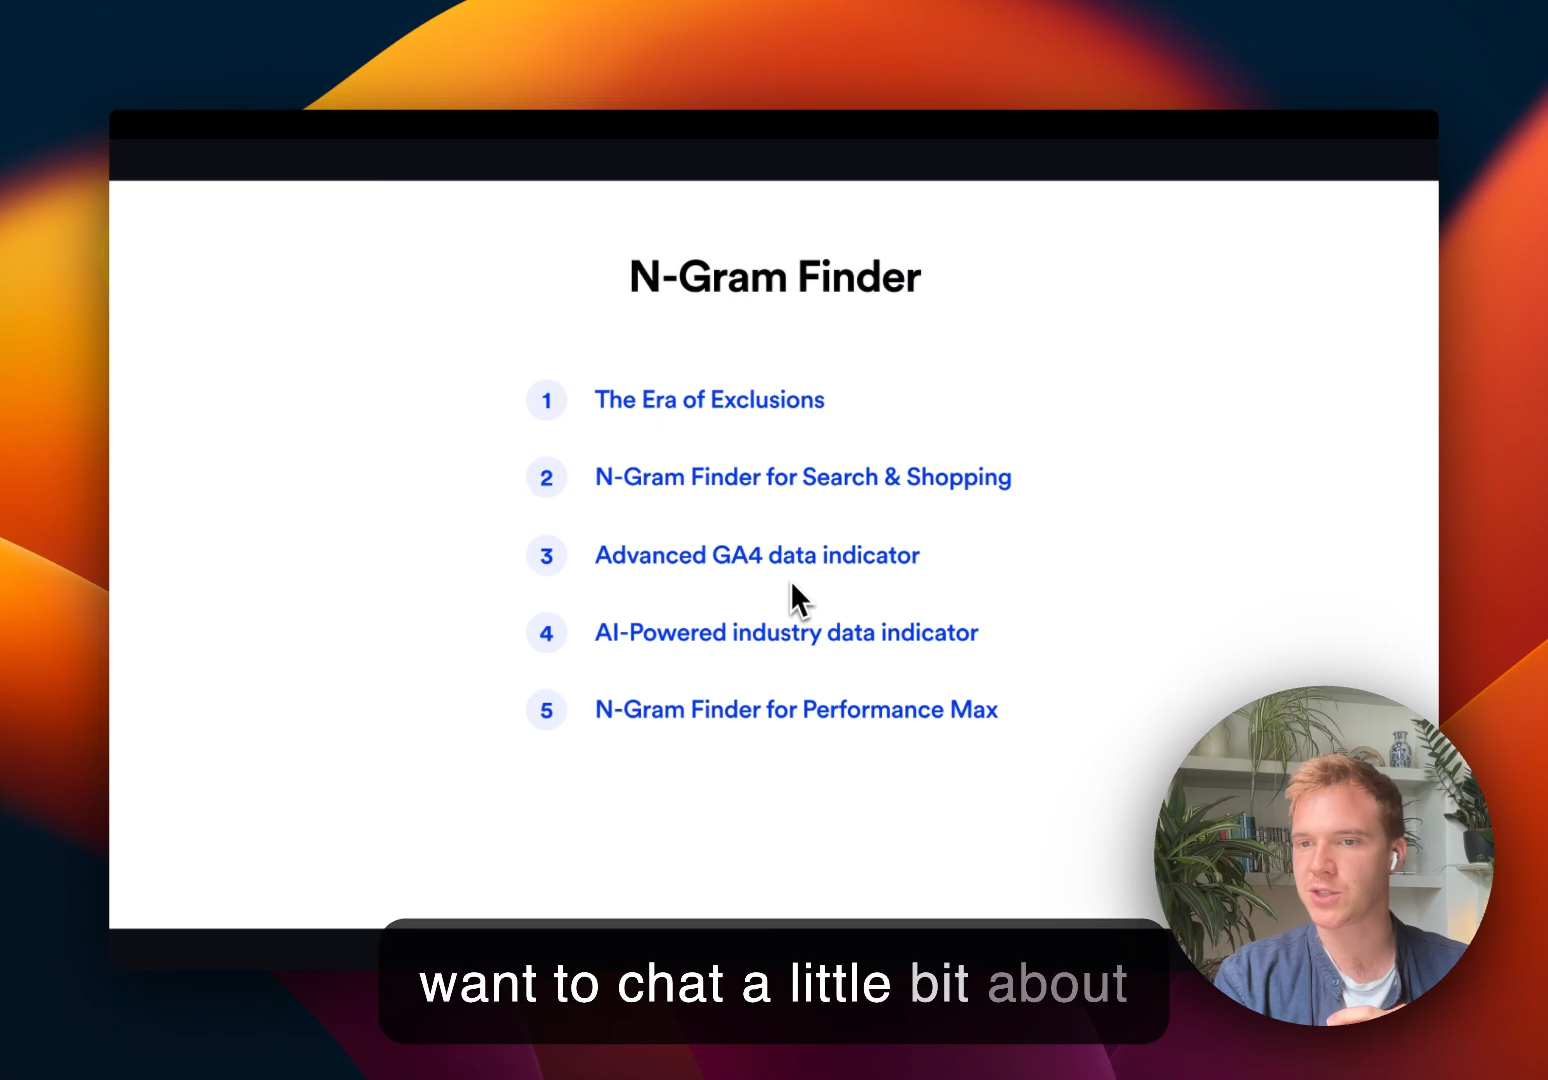 N-Gram Finder
1 The Era of Exclusions
2 N-Gram Finder for Search & Shopping
3 Advanced GA4 data indicator
4 AI-Powered industry data indicator
5 N-Gram Finder for Performance Max
want to chat a little bit about